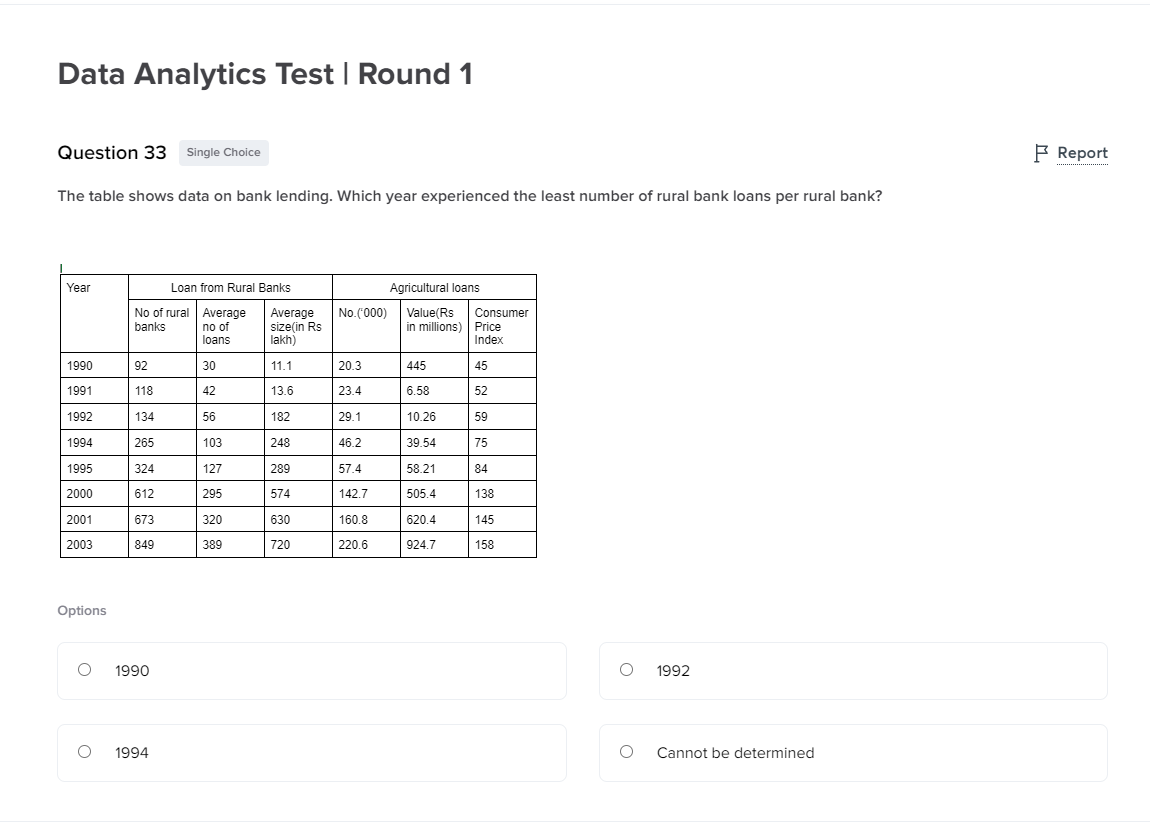 Data Analytics Test | Round 1
Question 33 Single Choice Report
The table shows data on bank lending. Which year experienced the least number of rural bank loans per rural bank?
Year Loan from Rural Banks Agricultural loans
No of rural banks Average no of loans Average size(in Rs lakh) No.('000) Value(Rs in millions) Consumer Price Index
1990 92 30 11.1 20.3 445 45
1991 118 42 13.6 23.4 6.58 52
1992 134 56 182 29.1 10.26 59
1994 265 103 248 46.2 39.54 75
1995 324 127 289 57.4 58.21 84
2000 612 295 574 142.7 505.4 138
2001 673 320 630 160.8 620.4 145
2003 849 389 720 220.6 924.7 158
Options
1990 1992
1994 Cannot be determined